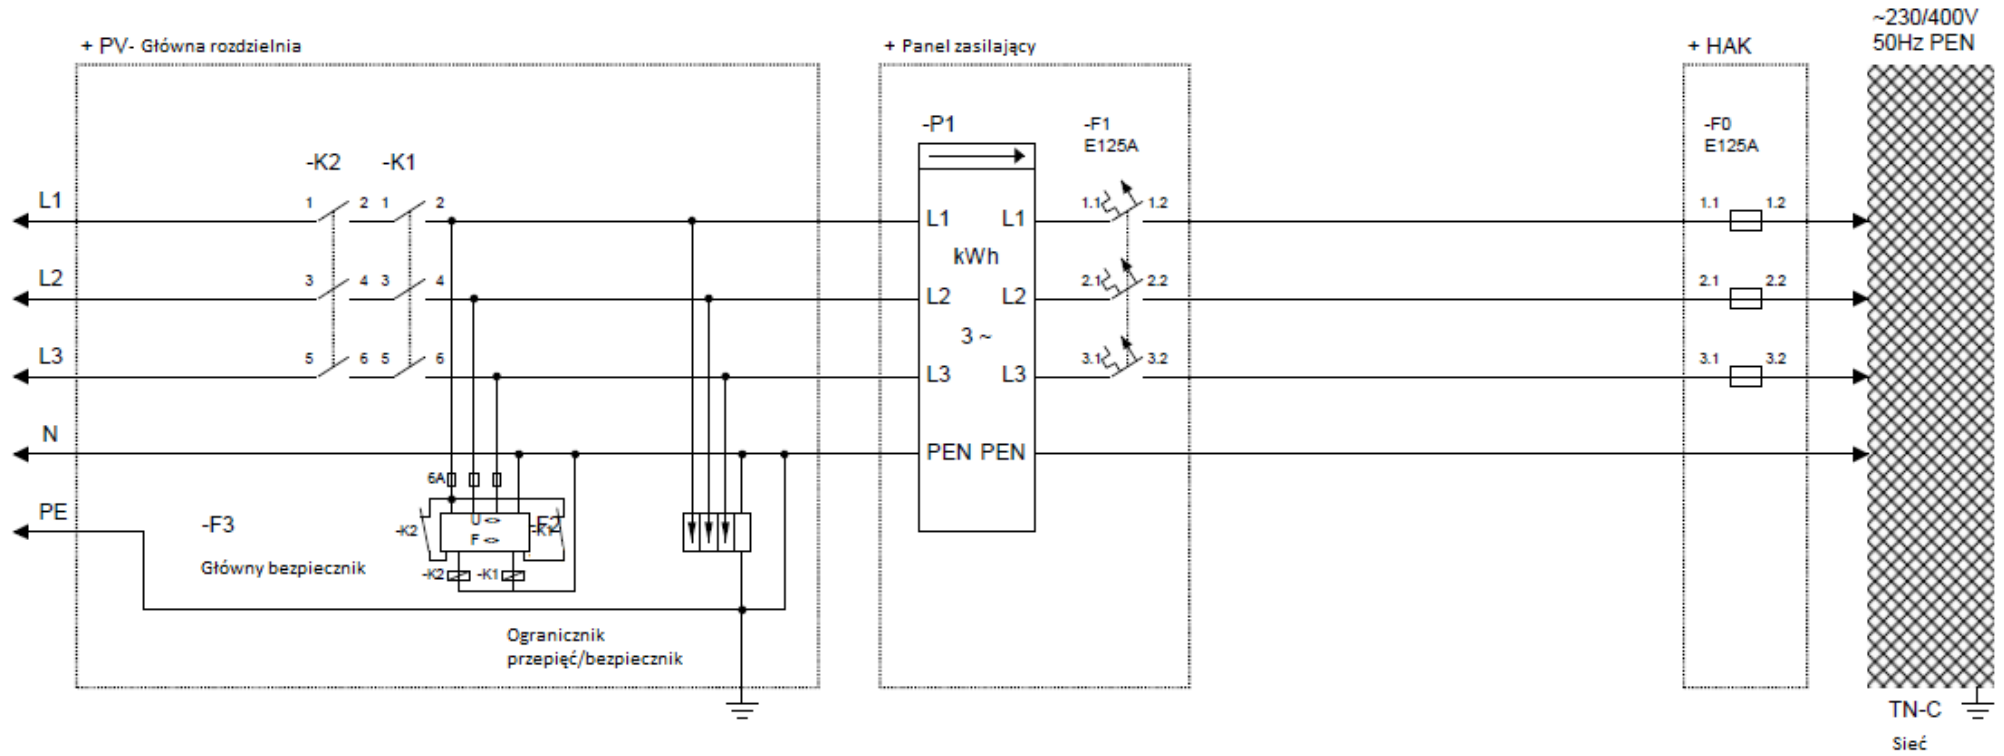 ~230/400V
50Hz PEN
+ PV- Główna rozdzielnia
+ Panel zasilający
+ HAK
-P1
-F1
E125A
-F0
E125A
-K2 -K1
L1
1 2 1 2
L1 L1
1.1 1.2
1.1 1.2
kWh
L2
3 4 3 4
L2 L2
2.1 2.2
2.1 2.2
3 ~
L3
5 6 5 6
L3 L3
3.1 3.2
3.1 3.2
N
PEN PEN
6A
PE
-F3
-K2
U <>
F <>
-F2
-K1
Główny bezpiecznik
-K2 -K1
Ogranicznik
przepięć/bezpiecznik
TN-C
Sieć